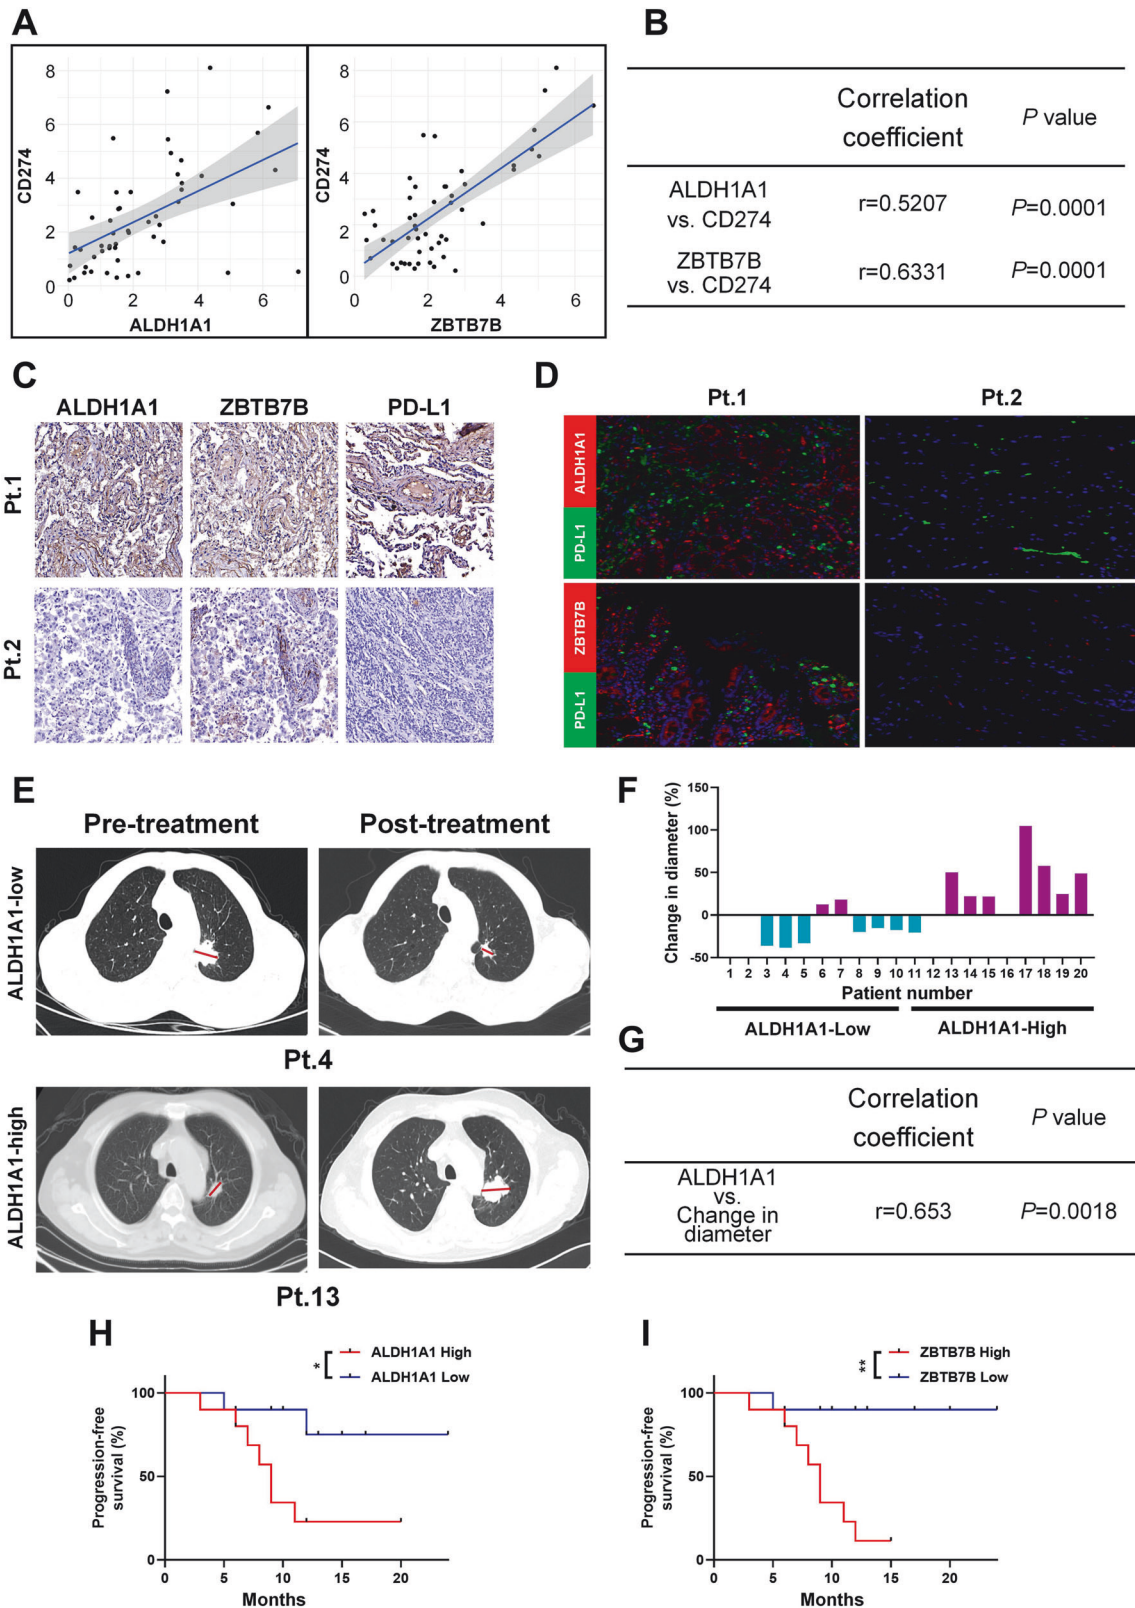 A
CD274
8
6
4
2
0
0
2
4
6
ALDH1A1
CD274
8
6
4
2
0
0
2
4
6
ZBTB7B
B
Correlation
coefficient
P value
ALDH1A1
vs. CD274
r=0.5207
P=0.0001
ZBTB7B
vs. CD274
r=0.6331
P=0.0001
C
ALDH1A1
ZBTB7B
PD-L1
Pt.1
Pt.2
D
Pt.1
Pt.2
ALDH1A1
PD-L1
ZBTB7B
PD-L1
E
Pre-treatment
Post-treatment
ALDH1A1-low
Pt.4
ALDH1A1-high
Pt.13
F
Change in diameter (%)
150
100
50
0
-50
1 2 3 4 5 6 7 8 9 10 11 12 13 14 15 16 17 18 19 20
Patient number
ALDH1A1-Low
ALDH1A1-High
G
Correlation
coefficient
P value
ALDH1A1
vs.
Change in
diameter
r=0.653
P=0.0018
H
*
ALDH1A1 High
ALDH1A1 Low
Progression-free
survival (%)
100
50
0
0 5 10 15 20
Months
I
**
ZBTB7B High
ZBTB7B Low
Progression-free
survival (%)
100
50
0
0 5 10 15 20
Months